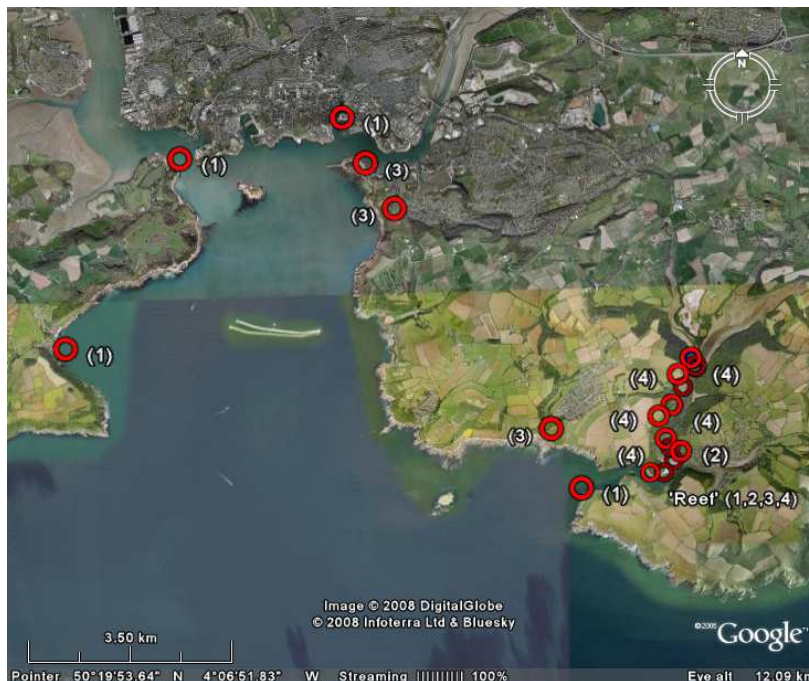 N
(1)
(1)
(3)
(3)
(1)
(4)
(4)
(4)
(4)
(3)
(2)
(4)
(1)
'Reef' (1,2,3,4)
Image © 2008 DigitalGlobe
© 2008 Infoterra Ltd & Bluesky
3.50 km
Google™
Pointer 50°19'53.64" N 4°06'51.83" W Streaming |||||||||| 100% Eye alt 12.09 km